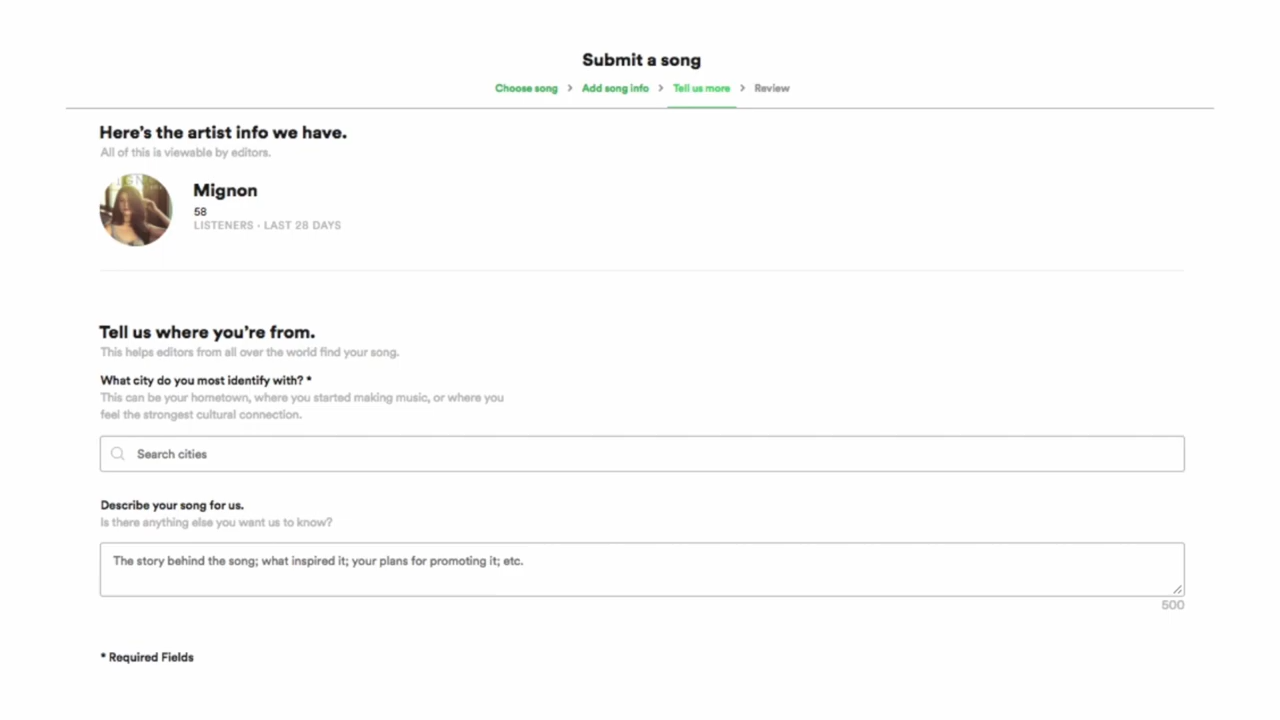 Submit a song
Choose song > Add song info > Tell us more > Review
Here's the artist info we have.
All of this is viewable by editors.
Mignon
58
LISTENERS · LAST 28 DAYS
Tell us where you're from.
This helps editors from all over the world find your song.
What city do you most identify with? *
This can be your hometown, where you started making music, or where you
feel the strongest cultural connection.
Search cities
Describe your song for us.
Is there anything else you want us to know?
The story behind the song; what inspired it; your plans for promoting it; etc.
500
* Required Fields